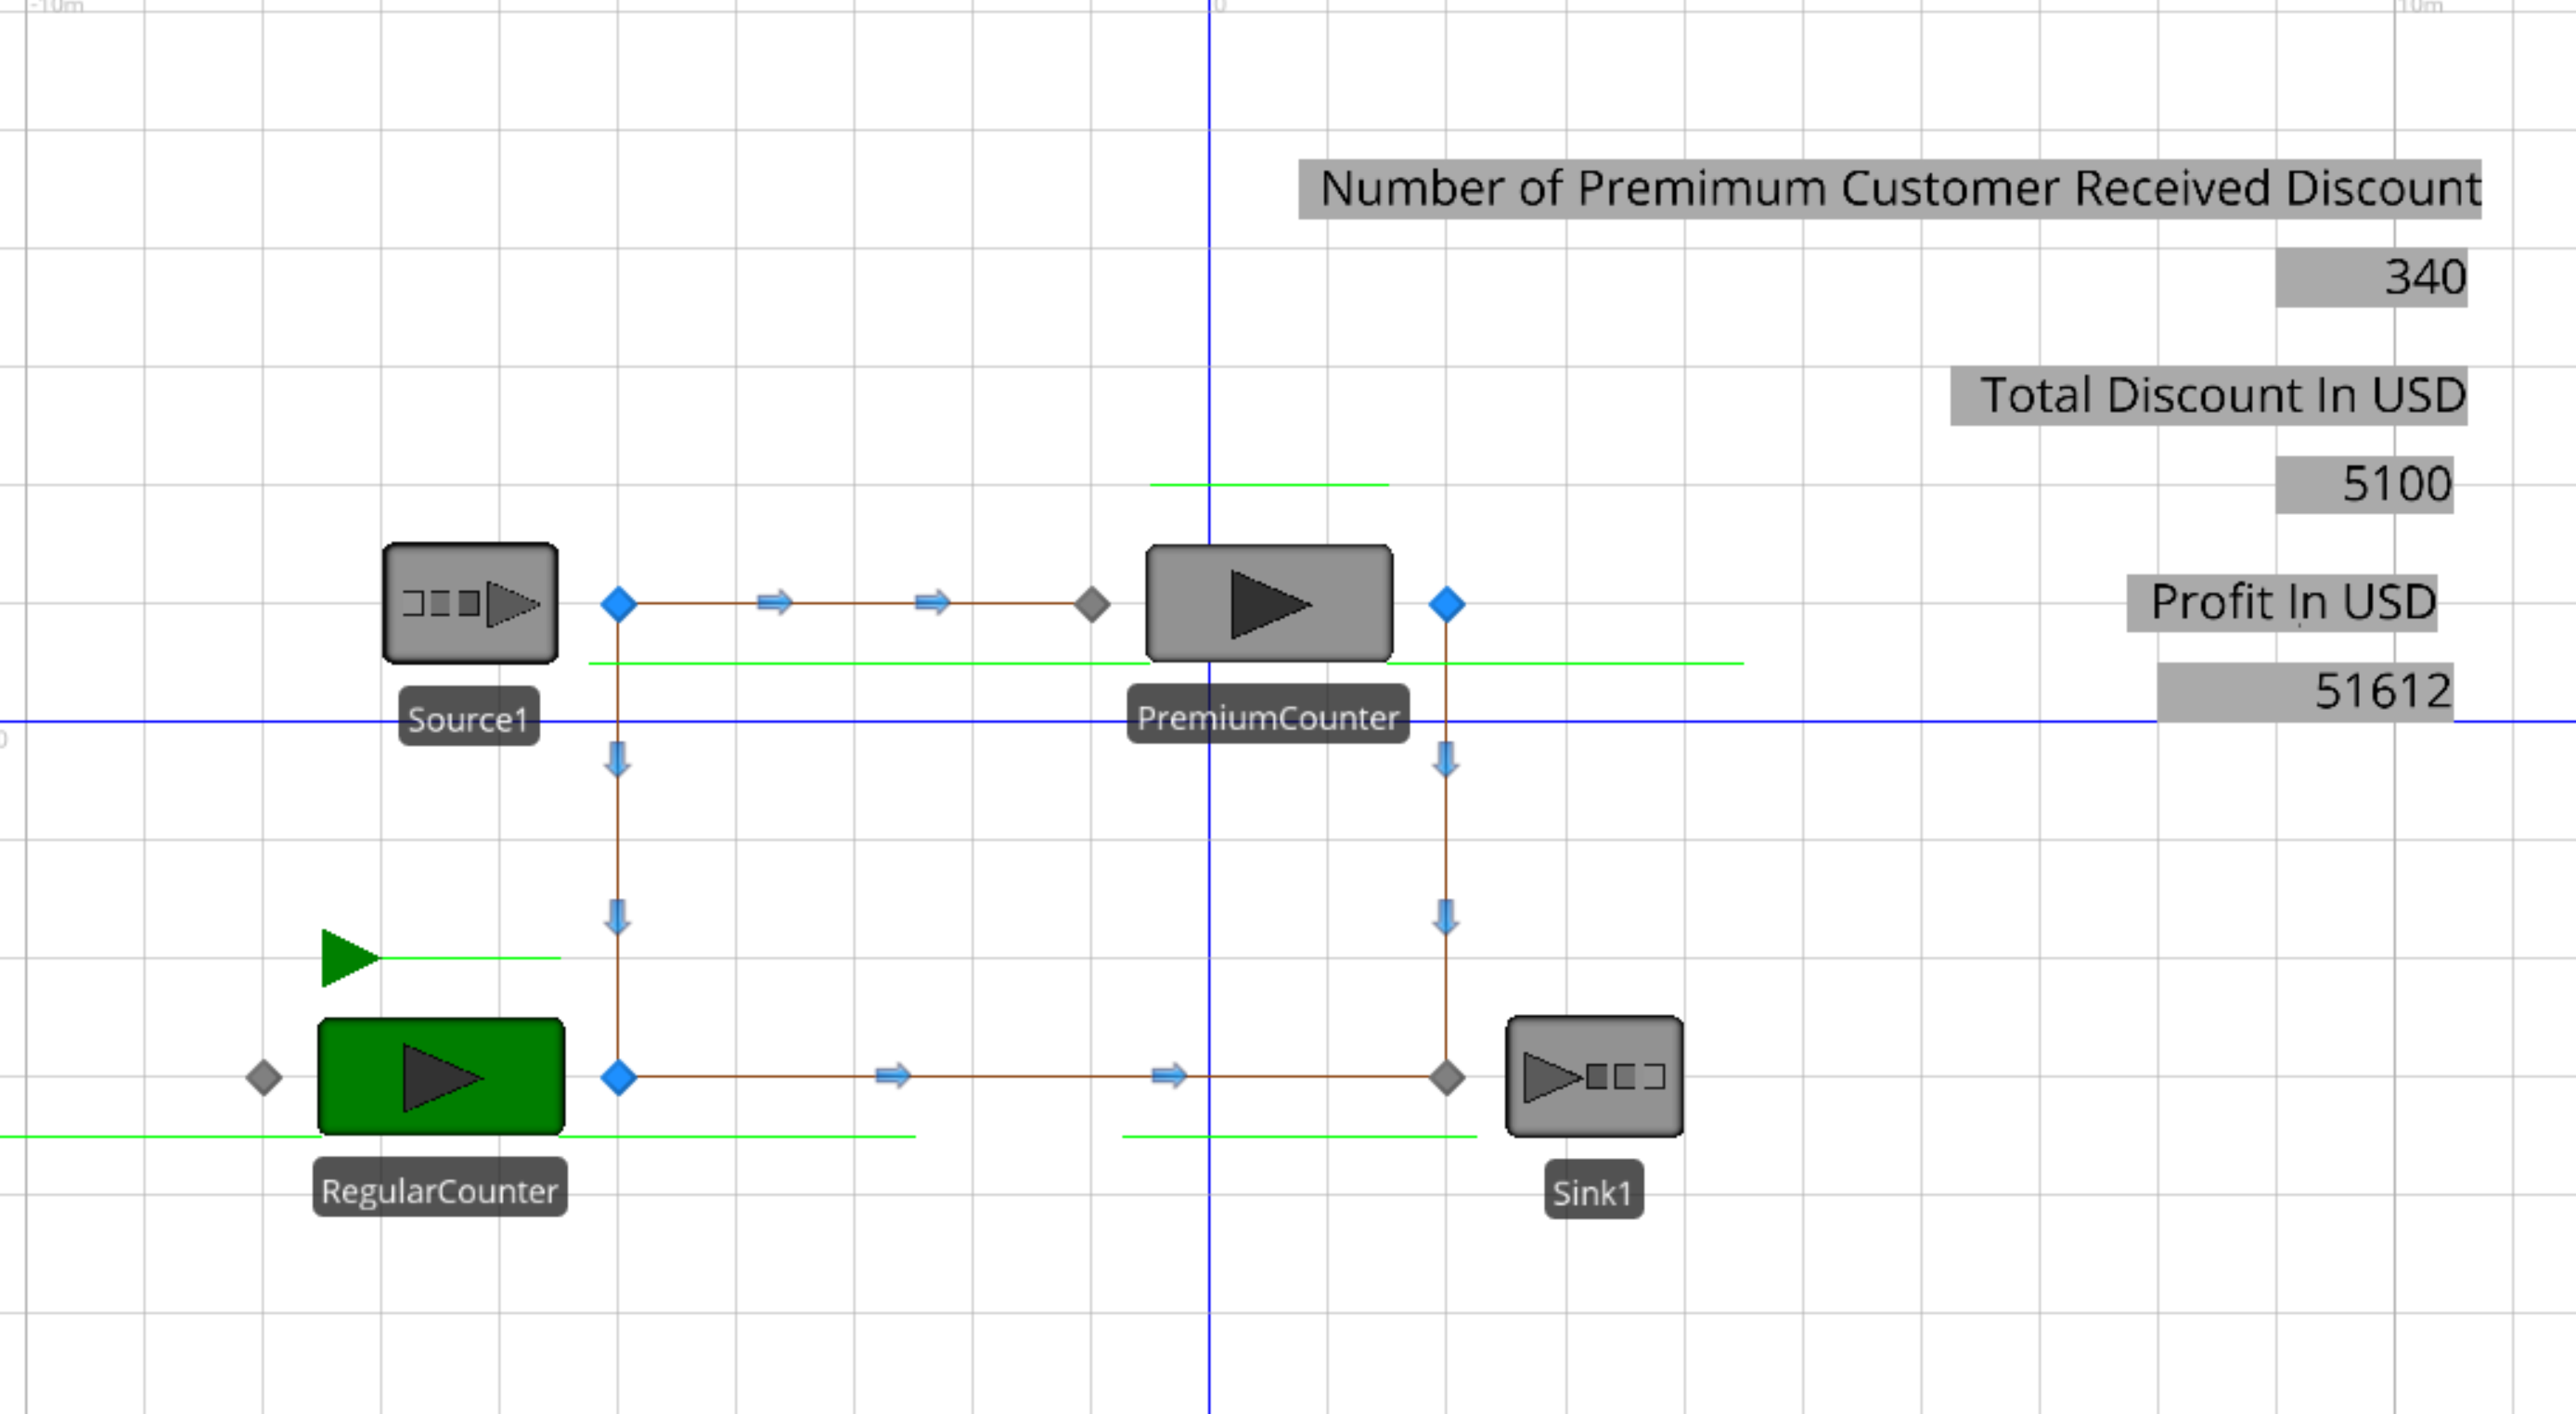 -10m
0
10m
Number of Premimum Customer Received Discount
340
Total Discount In USD
5100
Profit In USD
51612
Source1
PremiumCounter
0
RegularCounter
Sink1